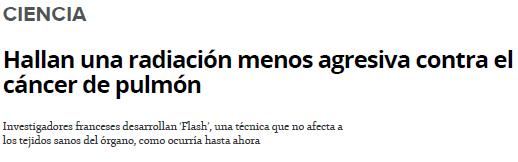 CIENCIA
Hallan una radiación menos agresiva contra el
cáncer de pulmón
Investigadores franceses desarrollan 'Flash', una técnica que no afecta a
los tejidos sanos del órgano, como ocurría hasta ahora